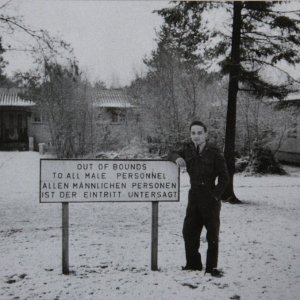 OUT OF BOUNDS
TO ALL MALE PERSONNEL
ALLEN MÄNNLICHEN PERSONEN
IST DER EINTRITT UNTERSAGT